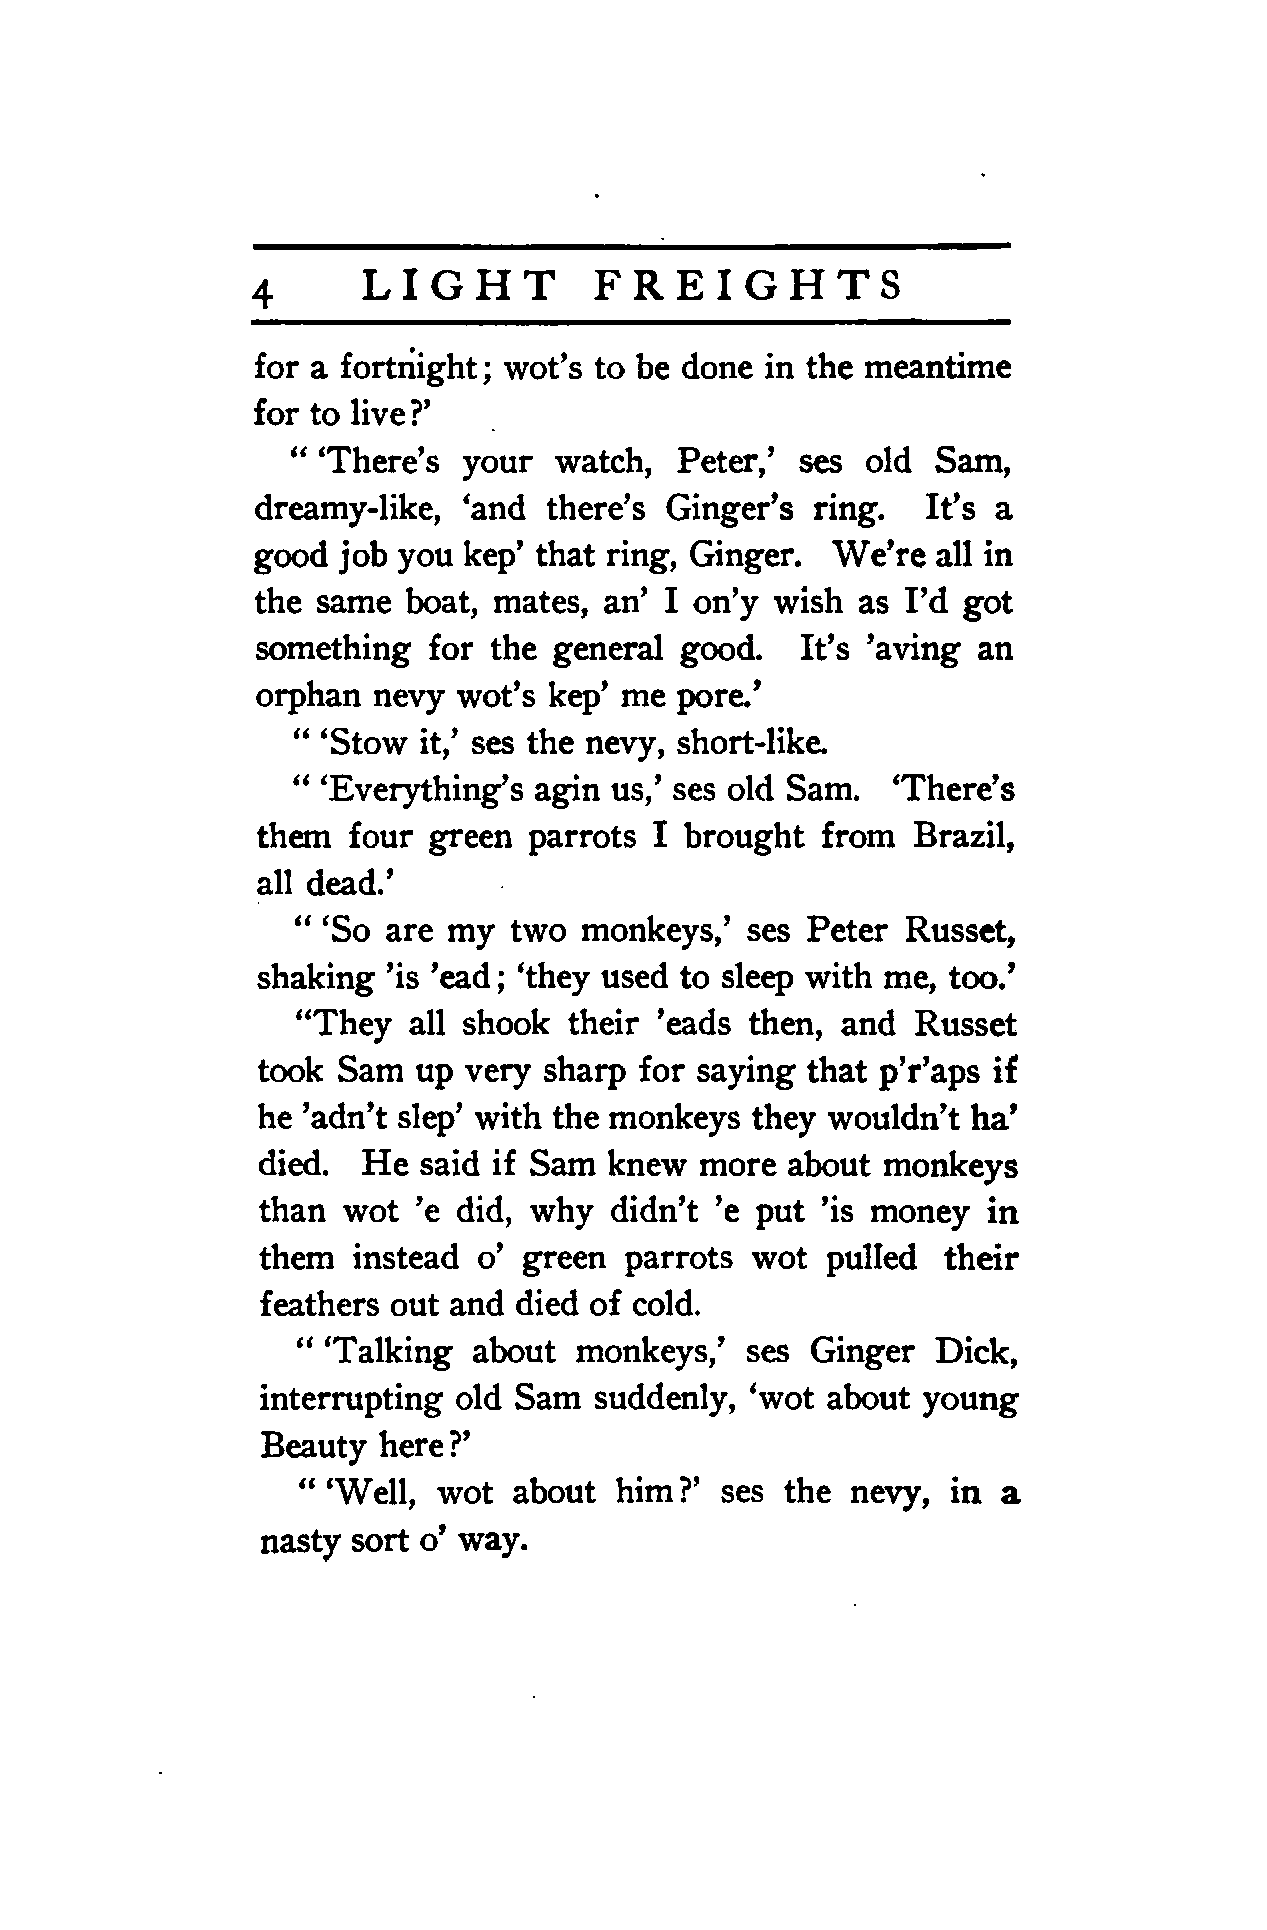 4 LIGHT FREIGHTS
for a fortnight; wot's to be done in the meantime
for to live?'
" 'There's your watch, Peter,' ses old Sam,
dreamy-like, 'and there's Ginger's ring. It's a
good job you kep' that ring, Ginger. We're all in
the same boat, mates, an' I on'y wish as I'd got
something for the general good. It's 'aving an
orphan nevy wot's kep' me pore.'
" 'Stow it,' ses the nevy, short-like.
" 'Everything's agin us,' ses old Sam. 'There's
them four green parrots I brought from Brazil,
all dead.'
" 'So are my two monkeys,' ses Peter Russet,
shaking 'is 'ead; 'they used to sleep with me, too.'
"They all shook their 'eads then, and Russet
took Sam up very sharp for saying that p'r'aps if
he 'adn't slep' with the monkeys they wouldn't ha'
died. He said if Sam knew more about monkeys
than wot 'e did, why didn't 'e put 'is money in
them instead o' green parrots wot pulled their
feathers out and died of cold.
" 'Talking about monkeys,' ses Ginger Dick,
interrupting old Sam suddenly, 'wot about young
Beauty here?'
" 'Well, wot about him?' ses the nevy, in a
nasty sort o' way.